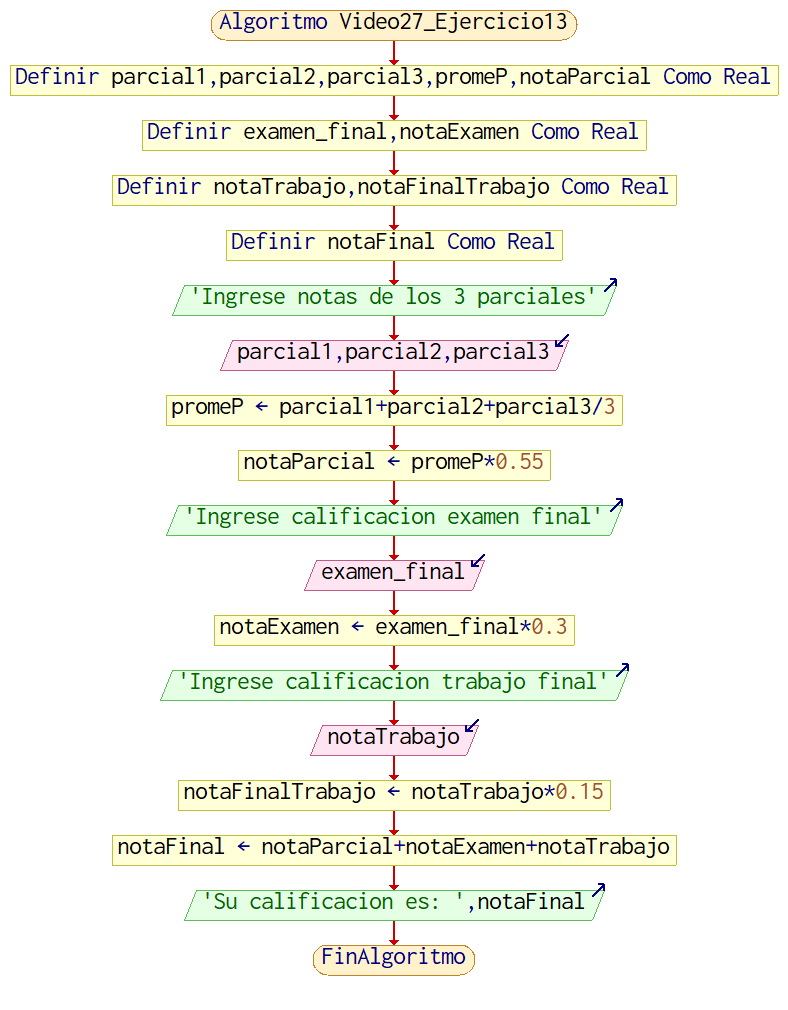 Algoritmo Video27_Ejercicio13
Definir parcial1,parcial2,parcial3,promeP,notaParcial Como Real
Definir examen_final,notaExamen Como Real
Definir notaTrabajo,notaFinalTrabajo Como Real
Definir notaFinal Como Real
'Ingrese notas de los 3 parciales'
parcial1,parcial2,parcial3
promeP ← parcial1+parcial2+parcial3/3
notaParcial ← promeP*0.55
'Ingrese calificacion examen final'
examen_final
notaExamen ← examen_final*0.3
'Ingrese calificacion trabajo final'
notaTrabajo
notaFinalTrabajo ← notaTrabajo*0.15
notaFinal ← notaParcial+notaExamen+notaTrabajo
'Su calificacion es: ',notaFinal
FinAlgoritmo